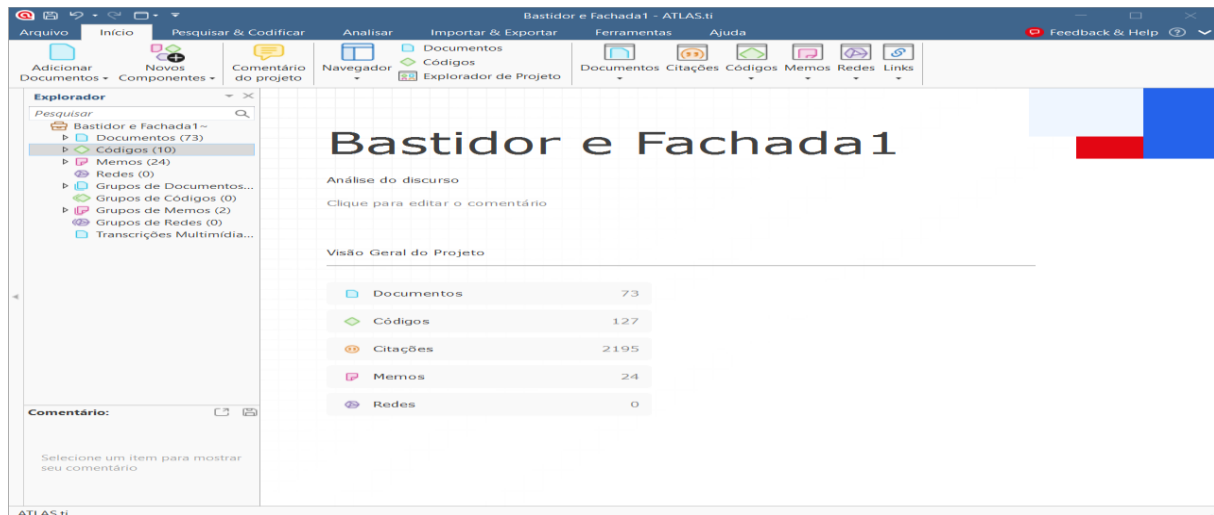 Bastidor e Fachada1 - ATLAS.ti
Arquivo Início Pesquisar & Codificar Analisar Importar & Exportar Ferramentas Ajuda Feedback & Help
Adicionar Documentos
Novos Componentes
Comentário do projeto
Navegador
Documentos
Códigos
Explorador de Projeto
Documentos Citações Códigos Memos Redes Links
Explorador
Pesquisar
Bastidor e Fachada1~
Documentos (73)
Códigos (10)
Memos (24)
Redes (0)
Grupos de Documentos...
Grupos de Códigos (0)
Grupos de Memos (2)
Grupos de Redes (0)
Transcrições Multimídia...
Comentário:
Selecione um item para mostrar
seu comentário
Bastidor e Fachada1
Análise do discurso
Clique para editar o comentário
Visão Geral do Projeto
Documentos 73
Códigos 127
Citações 2195
Memos 24
Redes 0
ATLAS.ti